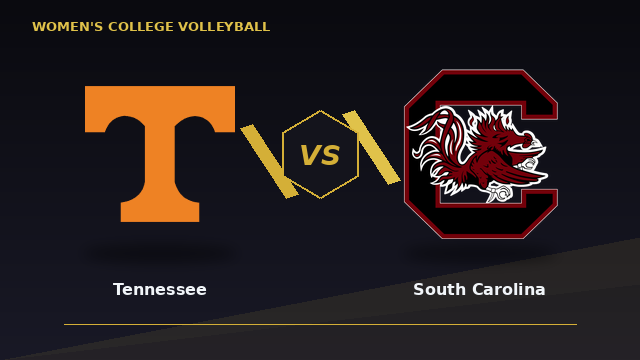 WOMEN'S COLLEGE VOLLEYBALL
T
VS
C
Tennessee
South Carolina